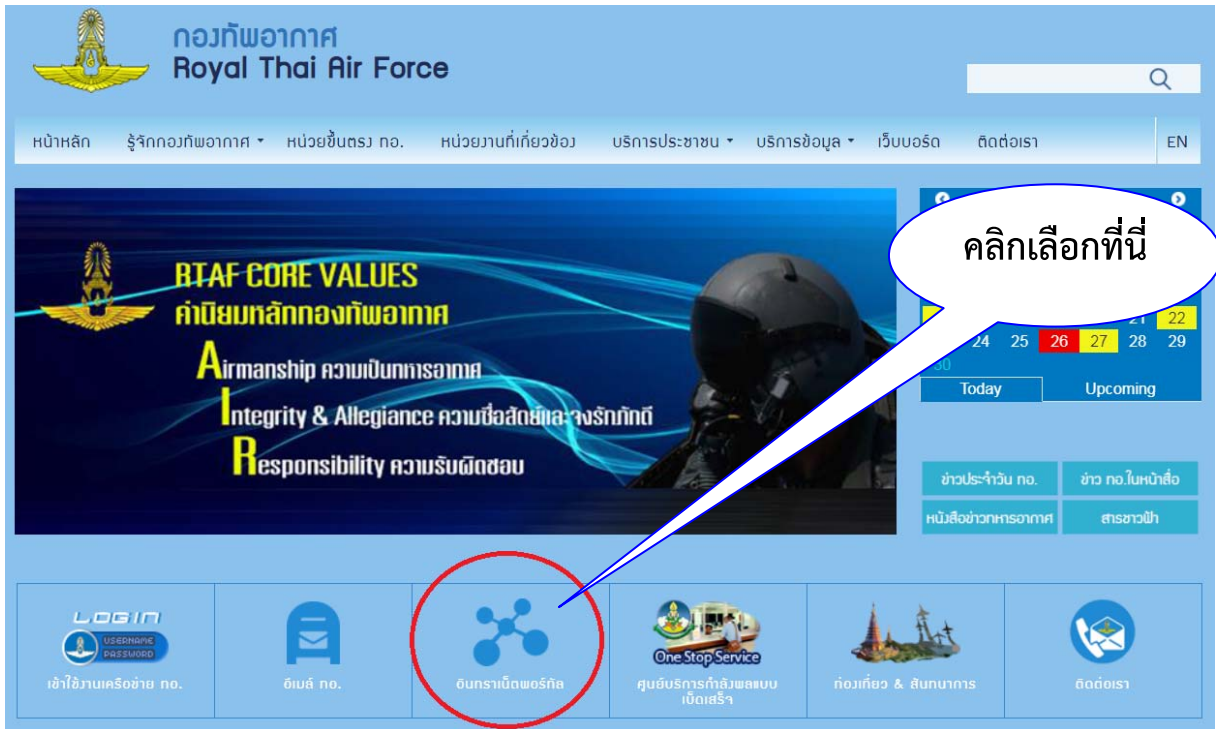 กองทัพอากาศ
Royal Thai Air Force
หน้าหลัก รู้จักกองทัพอากาศ หน่วยขึ้นตรง ทอ. หน่วยงานที่เกี่ยวข้อง บริการประชาชน บริการข้อมูล เว็บบอร์ด ติดต่อเรา EN
คลิกเลือกที่นี่
RTAF CORE VALUES
ค่านิยมหลักกองทัพอากาศ
Airmanship ความเป็นทหารอากาศ
Integrity & Allegiance ความซื่อสัตย์และจงรักภักดี
Responsibility ความรับผิดชอบ
21 22
24 25 26 27 28 29
30
Today Upcoming
ข่าวประจำวัน ทอ. ข่าว ทอ.ในหน้าสื่อ
หนังสือข่าวทหารอากาศ สารชาวฟ้า
LOGIN
USERNAME
PASSWORD
One Stop Service
เข้าใช้งานเครือข่าย ทอ. อีเมล์ ทอ. อินทราเน็ตพอร์ทัล ศูนย์บริการกำลังพลแบบ ท่องเที่ยว & สันทนาการ ติดต่อเรา
เบ็ดเสร็จ